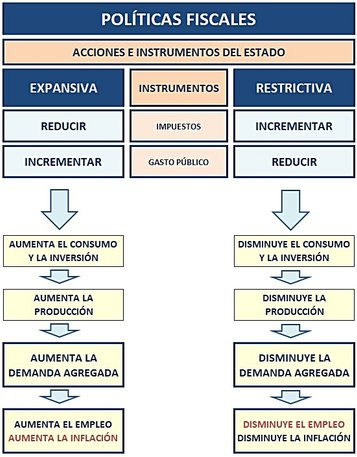 POLÍTICAS FISCALES
ACCIONES E INSTRUMENTOS DEL ESTADO
EXPANSIVA
INSTRUMENTOS
RESTRICTIVA
REDUCIR
IMPUESTOS
INCREMENTAR
INCREMENTAR
GASTO PÚBLICO
REDUCIR
AUMENTA EL CONSUMO
Y LA INVERSIÓN
DISMINUYE EL CONSUMO
Y LA INVERSIÓN
AUMENTA LA
PRODUCCIÓN
DISMINUYE LA
PRODUCCIÓN
AUMENTA LA
DEMANDA AGREGADA
DISMINUYE LA
DEMANDA AGREGADA
AUMENTA EL EMPLEO
AUMENTA LA INFLACIÓN
DISMINUYE EL EMPLEO
DISMINUYE LA INFLACIÓN